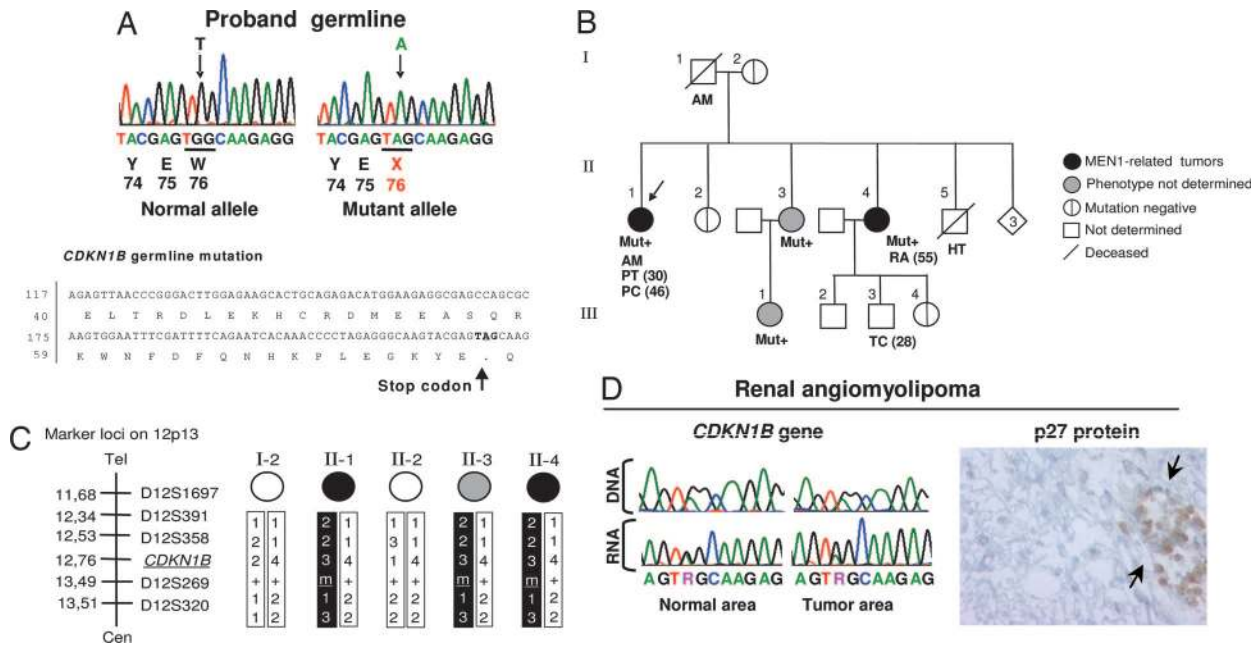 A
Proband germline
T
A
TACGAGTGGCAAGAGG
TACGAGTAGCAAGAGG
Y E W
74 75 76
Y E X
74 75 76
Normal allele
Mutant allele
CDKN1B germline mutation
117 AGAGTTAACCCGGGACTTGGAGAAGCACTGCAGAGACATGGAAGAGGCGAGCCAGCGC
40 E L T R D L E K H C R D M E E A S Q R
175 AAGTGGAATTTCGATTTTCAGAATCACAAACCCCTAGAGGGCAAGTACGAGTAGCAAG
59 K W N F D F Q N H K P L E G K Y E . Q
Stop codon
B
I
1 2
AM
II
1 2 3 4 5 3
Mut+
AM
PT (30)
PC (46)
Mut+
Mut+
RA (55)
HT
III
1 2 3 4
Mut+
TC (28)
MEN1-related tumors
Phenotype not determined
Mutation negative
Not determined
Deceased
C
Marker loci on 12p13
Tel
11,68 D12S1697
12,34 D12S391
12,53 D12S358
12,76 CDKN1B
13,49 D12S269
13,51 D12S320
Cen
I-2 II-1 II-2 II-3 II-4
1 1 2 1 1 1 2 1 2 1
2 1 2 1 3 1 2 1 2 1
2 4 3 4 1 4 3 4 3 4
+ + m + + + m + m +
1 2 1 2 2 2 1 2 1 2
1 2 3 2 2 2 3 2 3 2
D
Renal angiomyolipoma
CDKN1B gene
p27 protein
DNA
RNA
AGTRGCAAGAG
AGTRGCAAGAG
Normal area
Tumor area